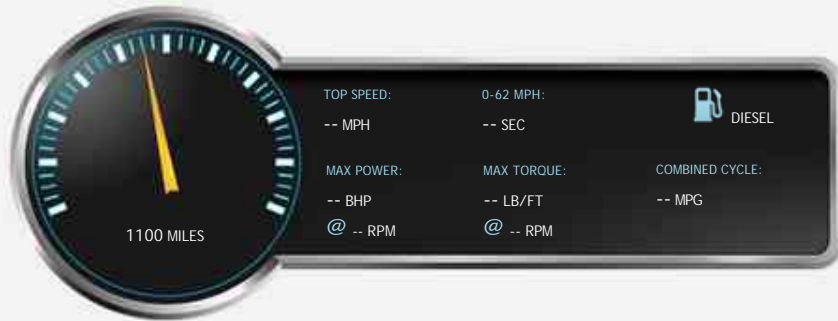 TOP SPEED:
-- MPH
0-62 MPH:
-- SEC
DIESEL
MAX POWER:
-- BHP
@ -- RPM
MAX TORQUE:
-- LB/FT
@ -- RPM
COMBINED CYCLE:
-- MPG
1100 MILES